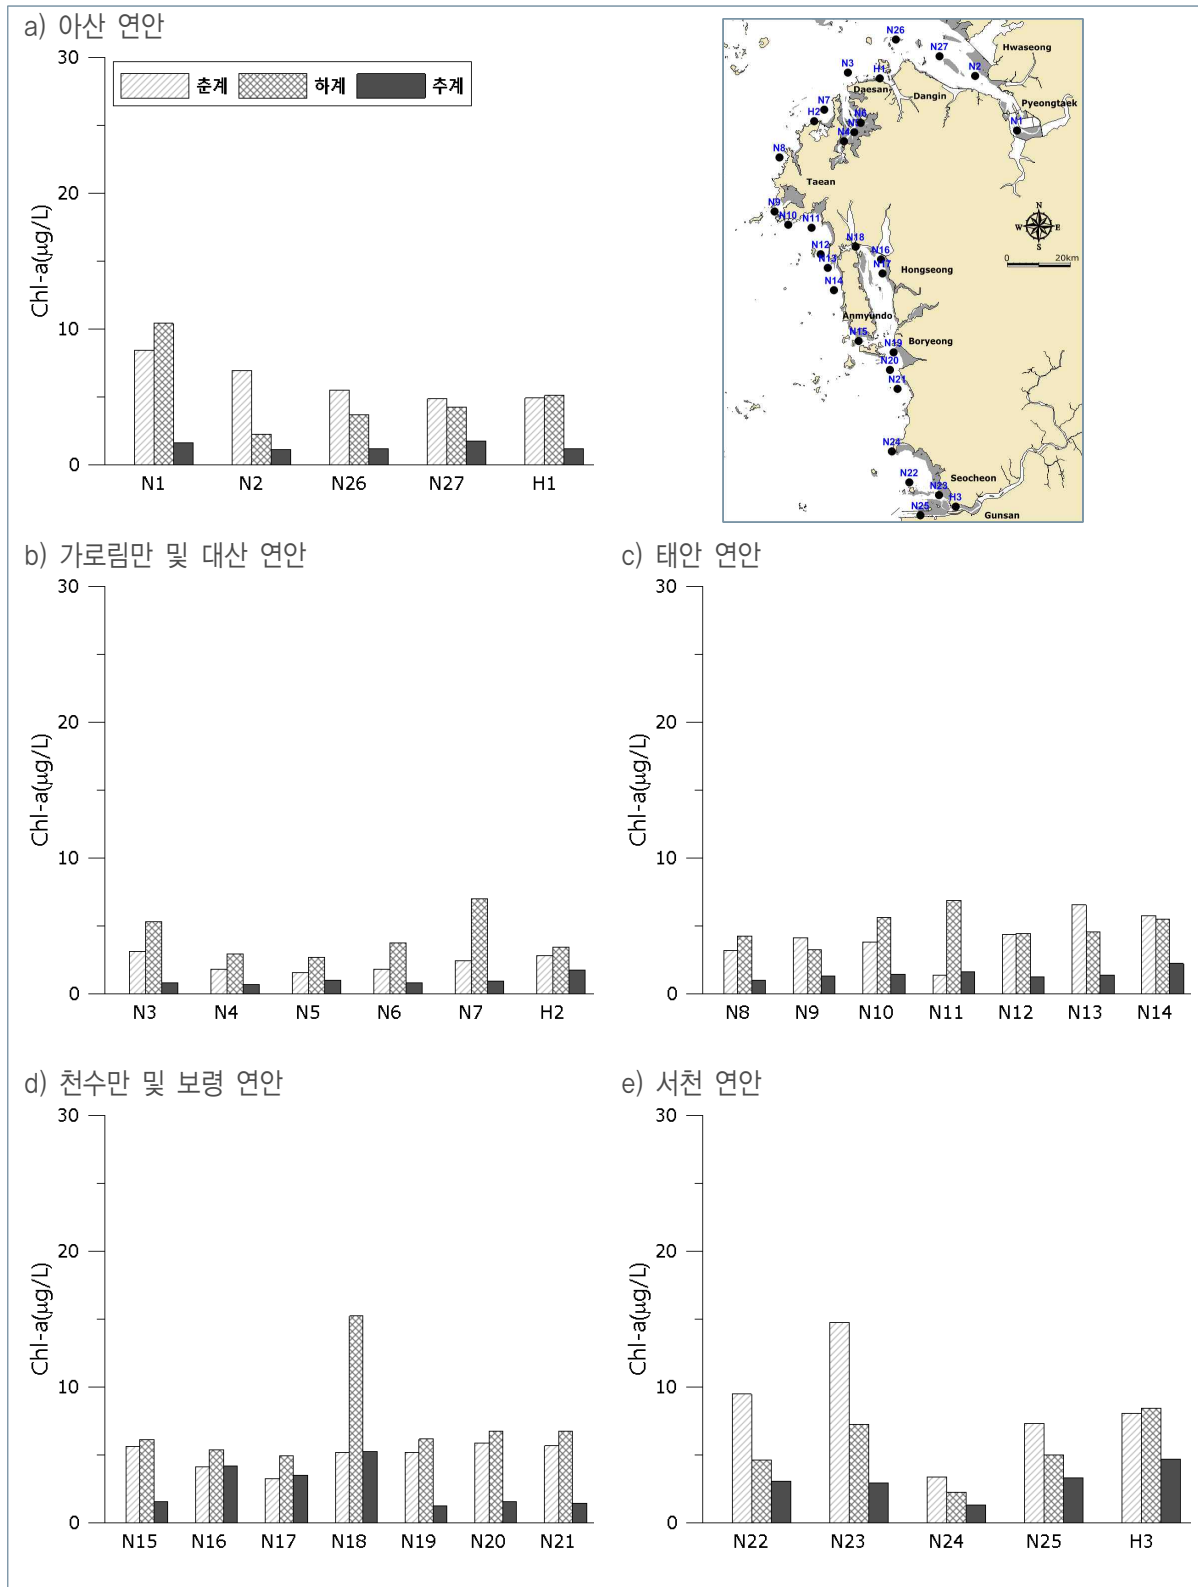 a) 아산 연안
30
20
10
0
Chl-a(μg/L)
춘계 하계 추계
N1 N2 N26 N27 H1
N26
N27
Hwaseong
N3
H1
N2
Daesan
Dangin
Pyeongtaek
N7
H2
N6
N5
N4
N1
N8
Taean
N9
N10
N11
N
W E
S
N18
N12
N16
N13
N17
Hongseong
0 20km
N14
Anmyundo
N15
N19
Boryeong
N20
N21
N24
N22
Seocheon
N23
H3
N25
Gunsan
b) 가로림만 및 대산 연안
30
20
10
0
Chl-a(μg/L)
N3 N4 N5 N6 N7 H2
c) 태안 연안
30
20
10
0
Chl-a(μg/L)
N8 N9 N10 N11 N12 N13 N14
d) 천수만 및 보령 연안
30
20
10
0
Chl-a(μg/L)
N15 N16 N17 N18 N19 N20 N21
e) 서천 연안
30
20
10
0
Chl-a(μg/L)
N22 N23 N24 N25 H3